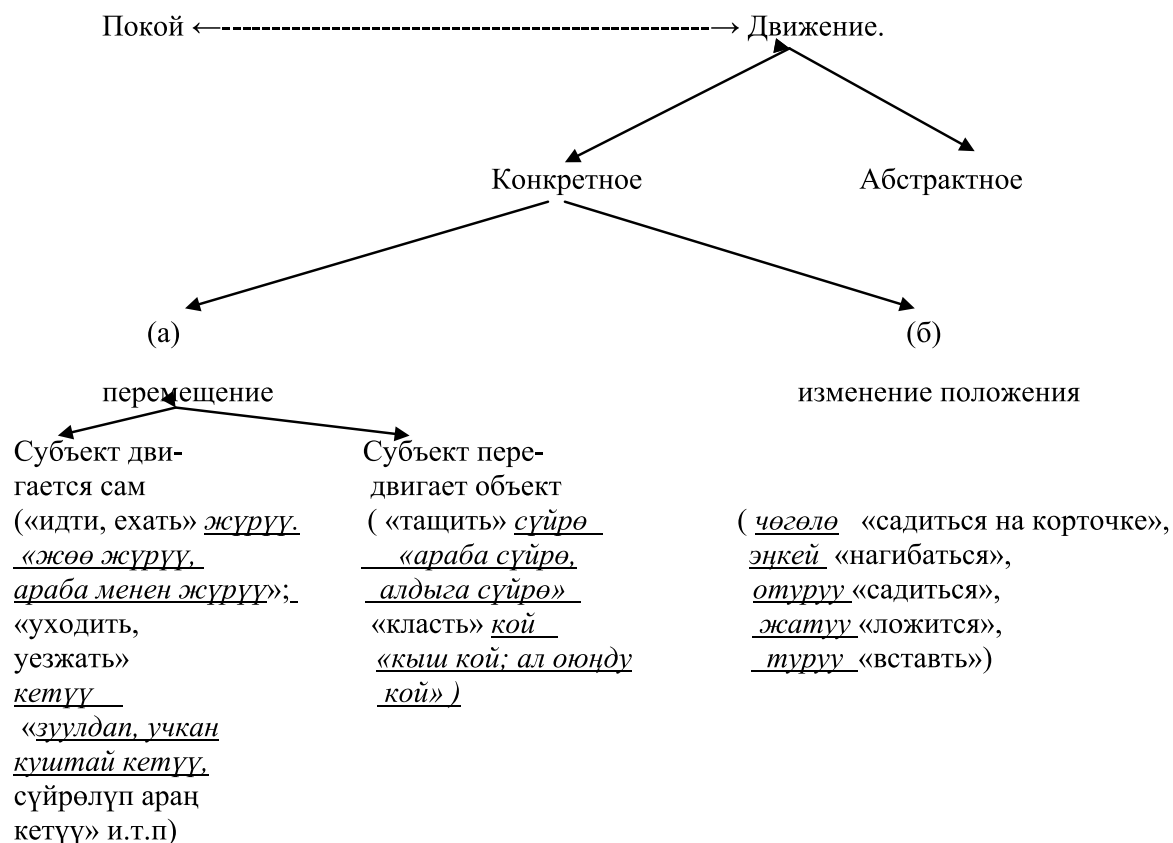 Покой ←---------------------------------→ Движение.
Конкретное Абстрактное
(а) (б)
перемещение изменение положения
Субъект дви-
гается сам
(«идти, ехать» жүрүү.
«жөө жүрүү,
араба менен жүрүү»;
«уходить,
уезжать»
кетүү
«зуулдап, учкан
куштай кетүү,
сүйрөлүп араң
кетүү» и.т.п)
Субъект пере-
двигает объект
( «тащить» сүйрө
«араба сүйрө,
алдыга сүйрө»
«класть» кой
«кыш кой; ал оюңду
кой» )
( чөгөлө «садиться на корточке»,
эңкей «нагибаться»,
отуруу «садиться»,
жатуу «ложится»,
туруу «вставть»)